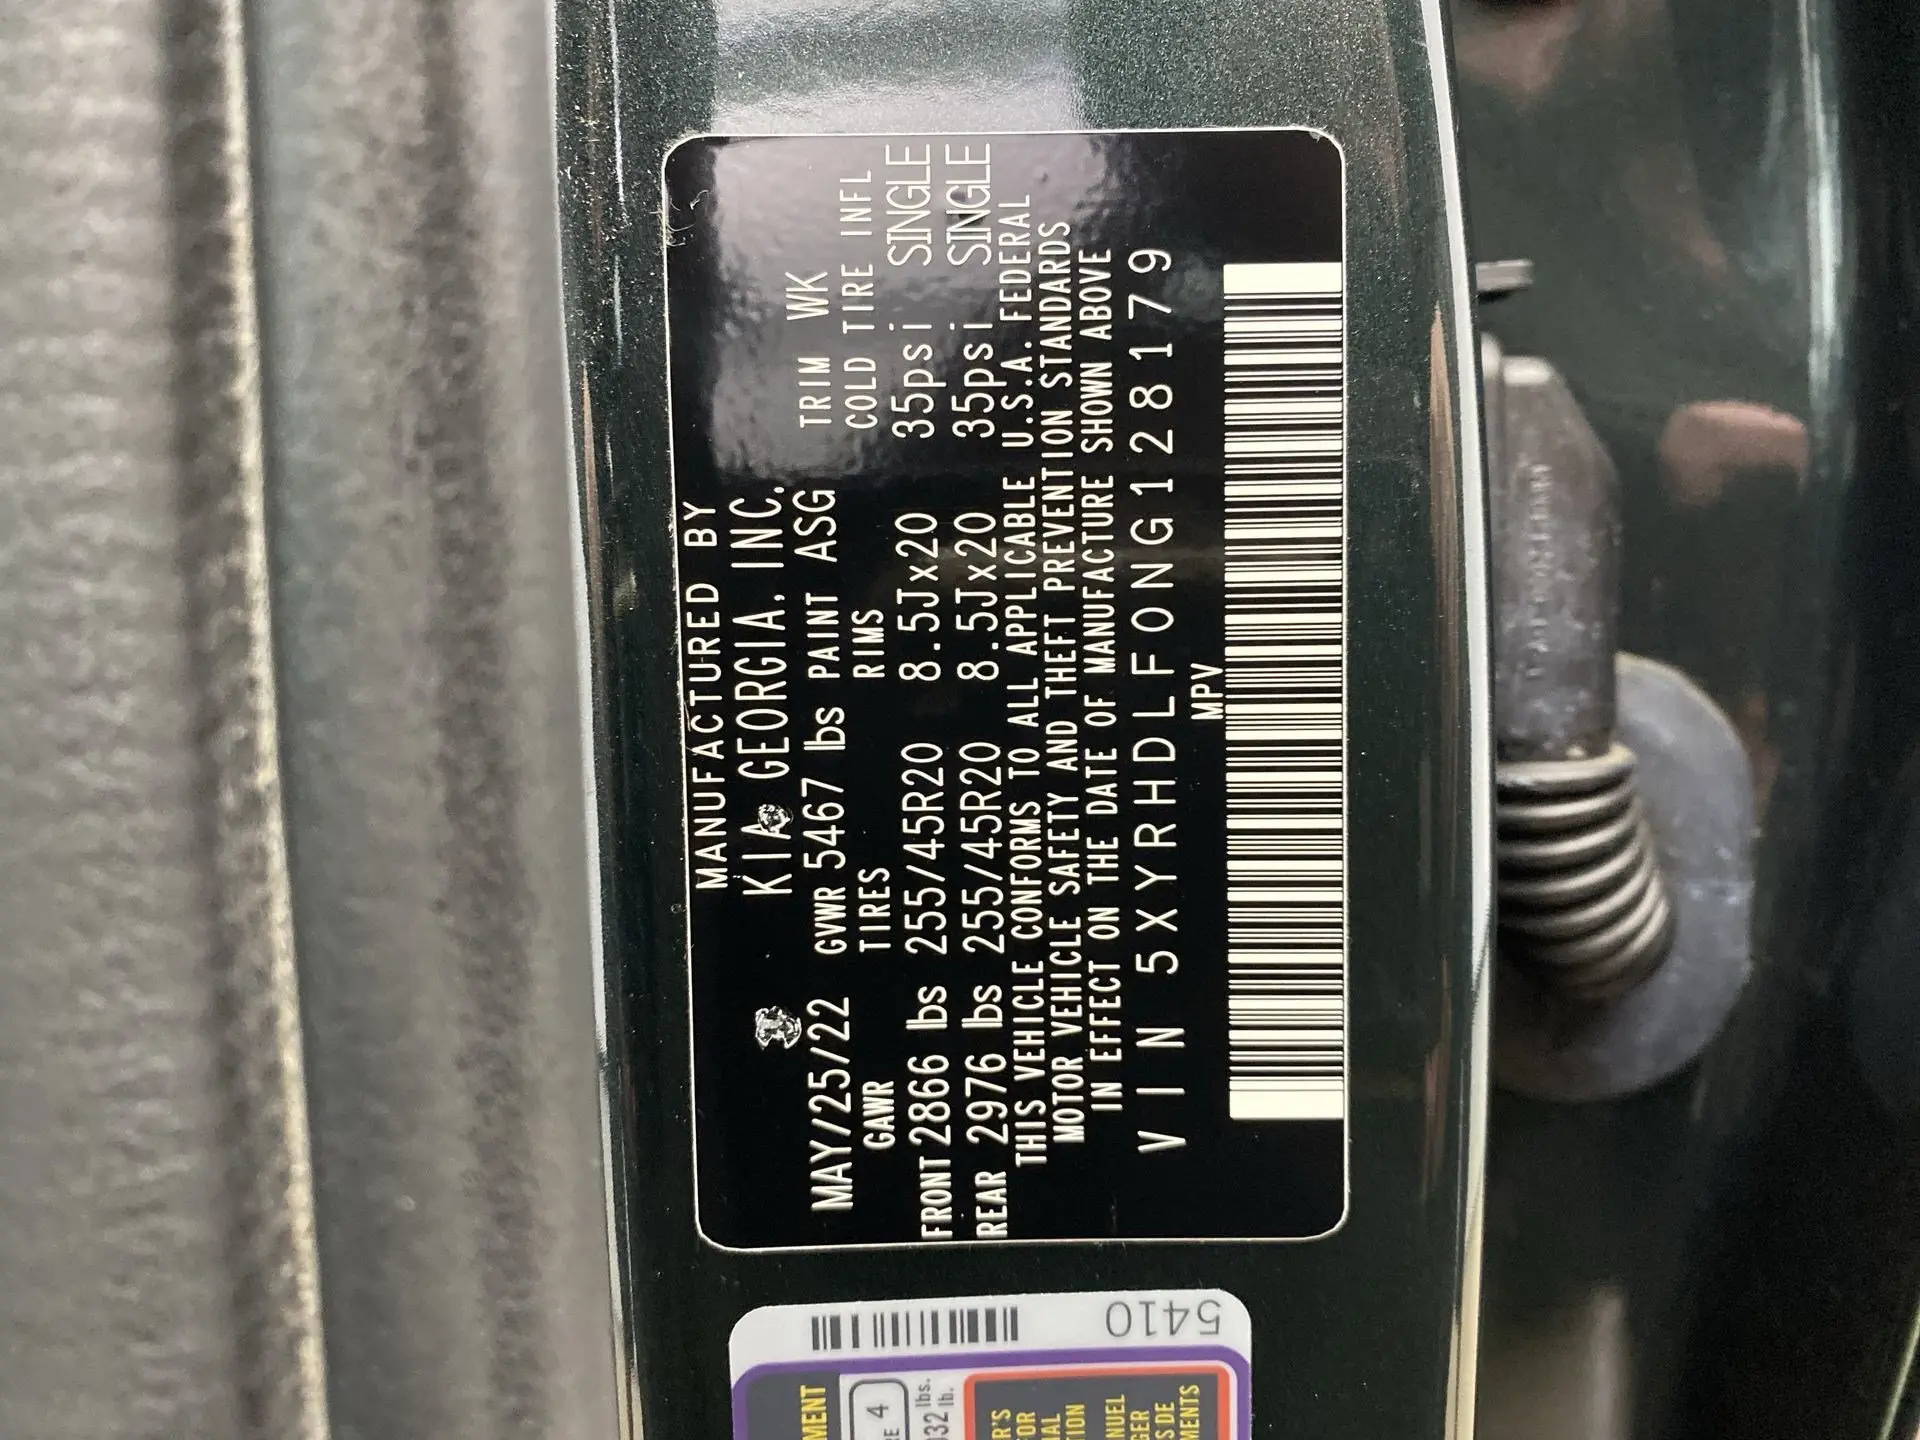 MANUFACTURED BY
KIA GEORGIA, INC.
MAY/25/22 GVWR 5467 lbs PAINT ASG TRIM WK
GAWR TIRES RIMS COLD TIRE INFL
FRONT 2866 lbs 255/45R20 8.5Jx20 35psi SINGLE
REAR 2976 lbs 255/45R20 8.5Jx20 35psi SINGLE
THIS VEHICLE CONFORMS TO ALL APPLICABLE U.S.A. FEDERAL
MOTOR VEHICLE SAFETY AND THEFT PREVENTION STANDARDS
IN EFFECT ON THE DATE OF MANUFACTURE SHOWN ABOVE
VIN 5XYRHDLF0NG128179
MPV
5410
4
lbs.
lb.